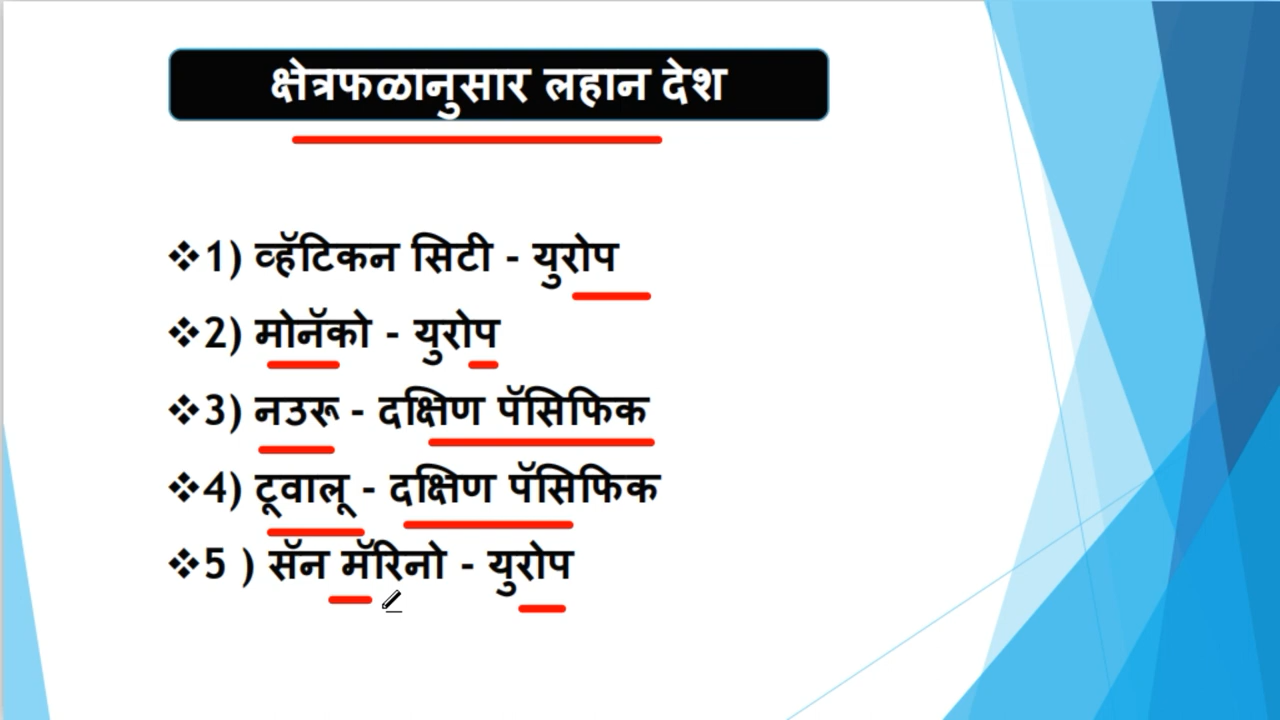 क्षेत्रफळानुसार लहान देश
❖1) व्हॅटिकन सिटी - युरोप
❖2) मोनॅको - युरोप
❖3) नउरू - दक्षिण पॅसिफिक
❖4) टूवालू - दक्षिण पॅसिफिक
❖5 ) सॅन मॅरिनो - युरोप